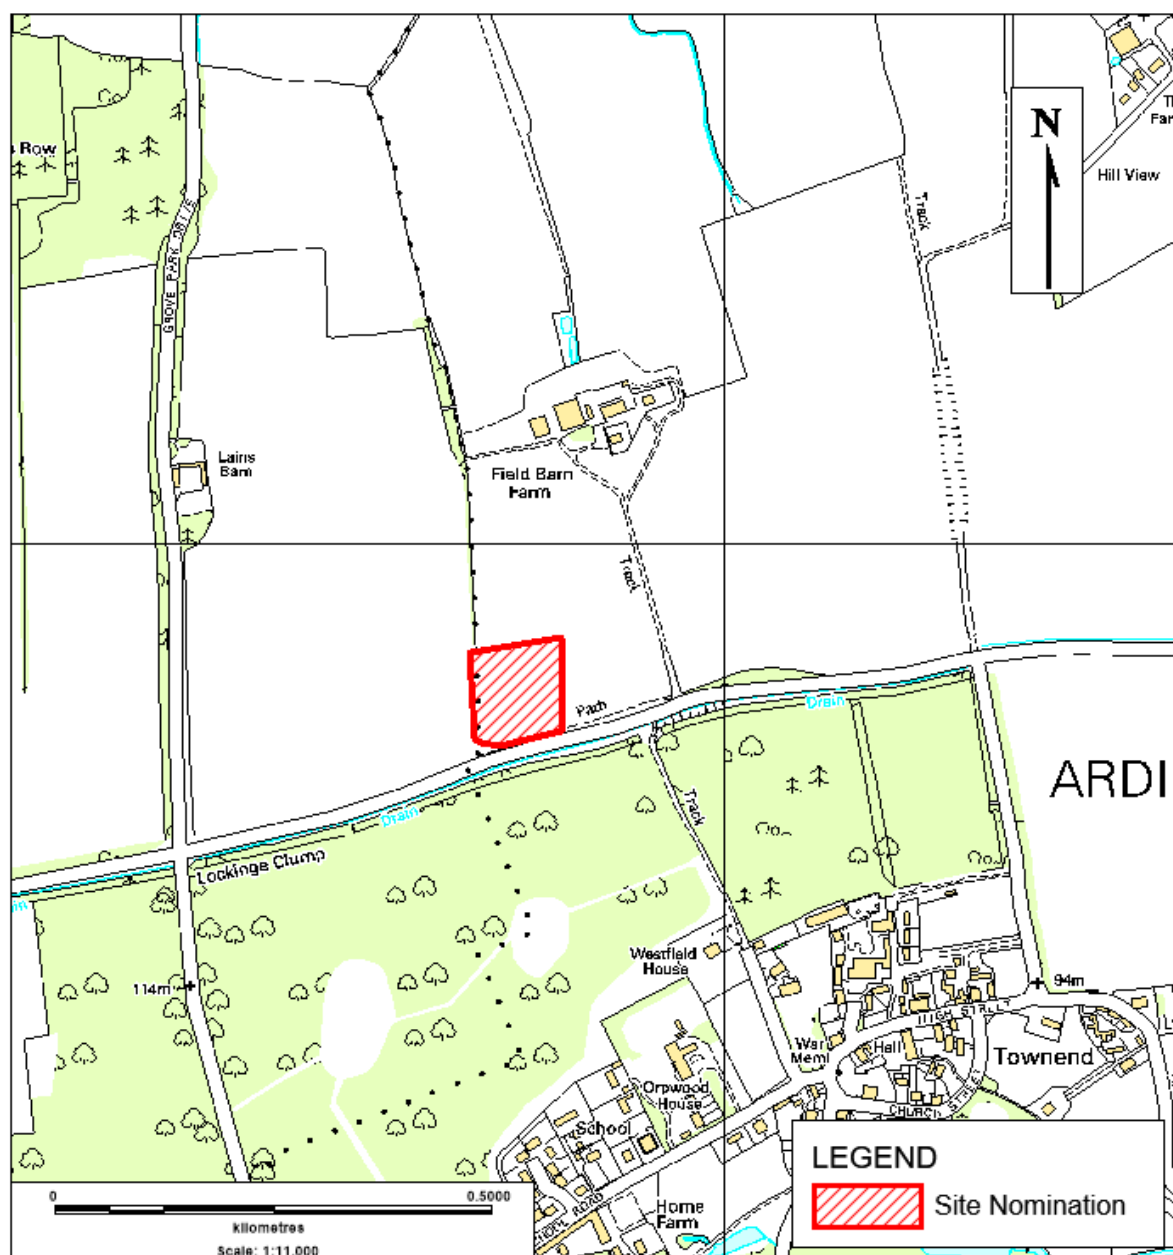 N
Row
Hill View
Track
GROVE PARK DRIVE
Lains
Barn
Field Barn
Farm
Track
Path
Drain
ARDI
Drain
Lockinge Clump
Track
Westfield
House
114m
94m
HIGH STREET
War
Meml
Hall
Townend
Orpwood
House
CHURCH STREET
School
ROAD
Home
Farm
LEGEND
Site Nomination
0
0.5000
kilometres
Scale: 1:11,000